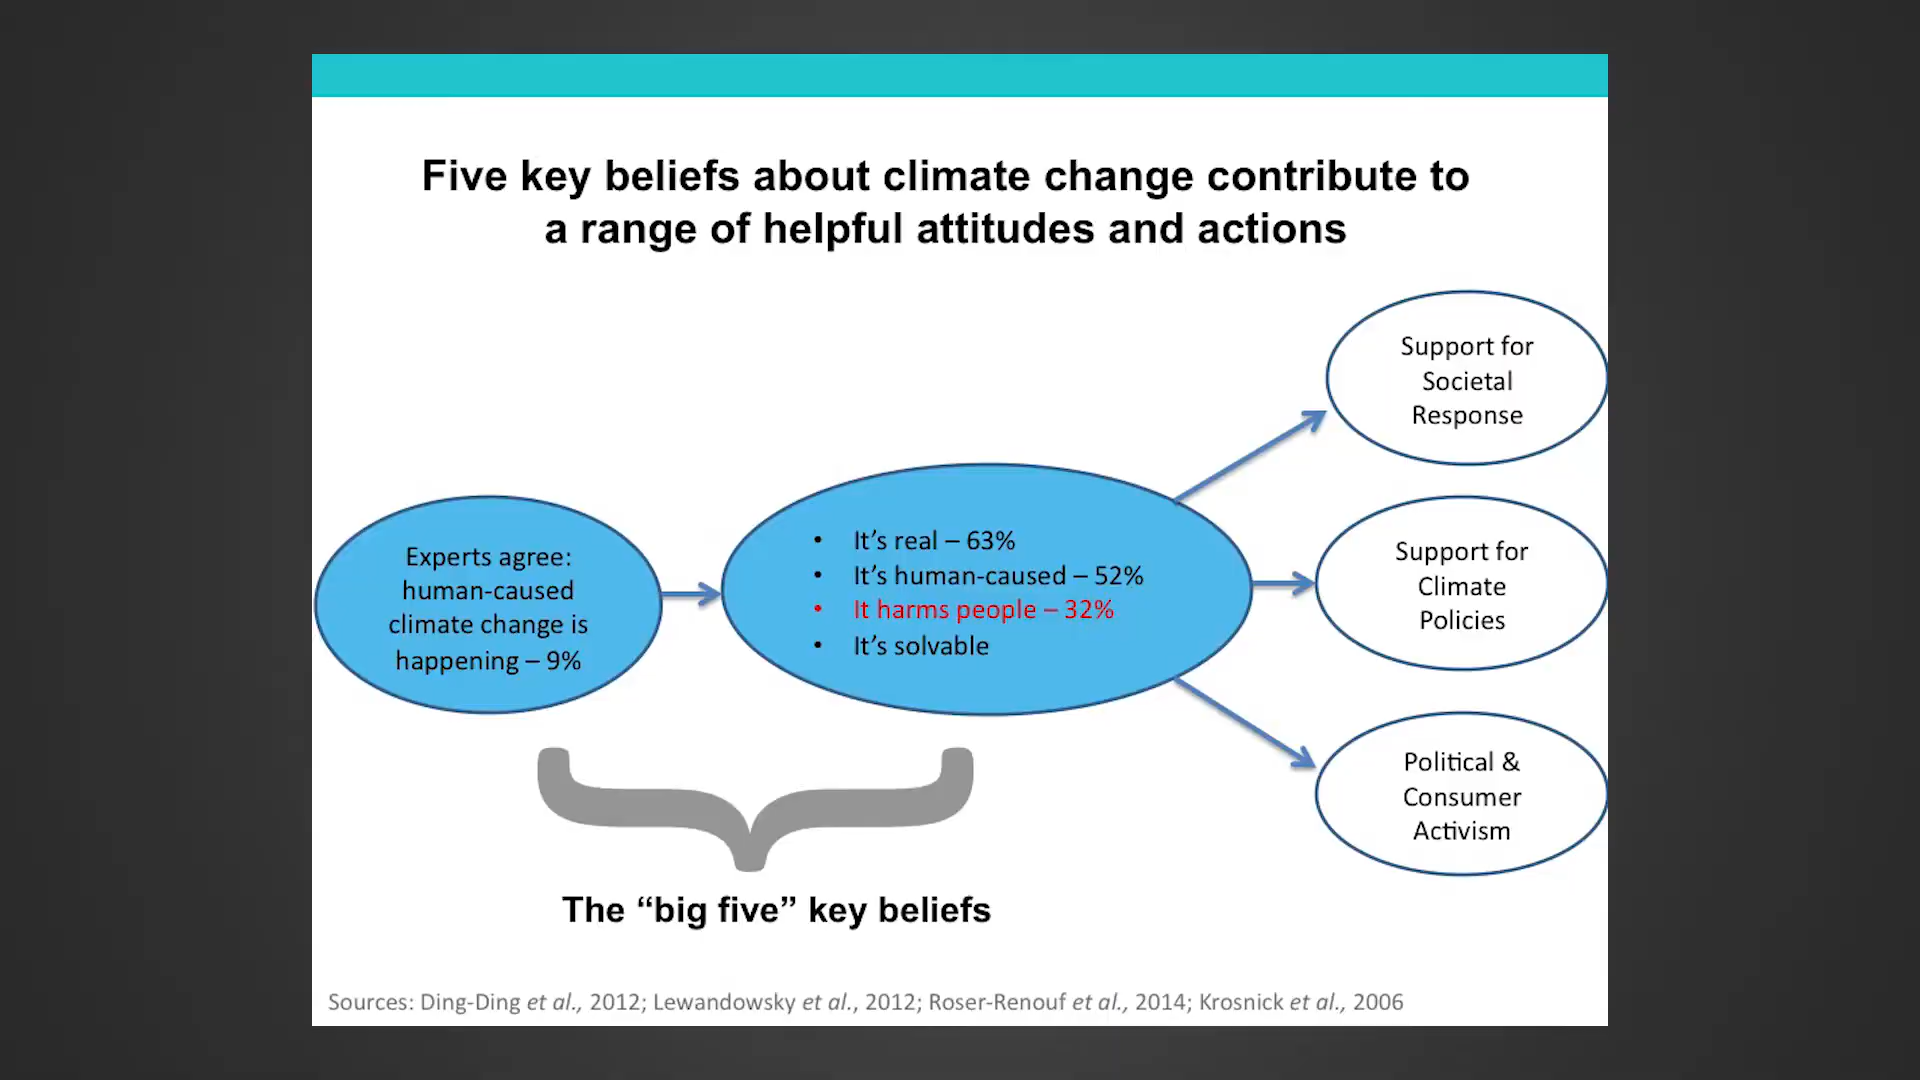 Five key beliefs about climate change contribute to
a range of helpful attitudes and actions
Experts agree:
human-caused
climate change is
happening – 9%
• It’s real – 63%
• It’s human-caused – 52%
• It harms people – 32%
• It’s solvable
Support for
Societal
Response
Support for
Climate
Policies
Political &
Consumer
Activism
The “big five” key beliefs
Sources: Ding-Ding et al., 2012; Lewandowsky et al., 2012; Roser-Renouf et al., 2014; Krosnick et al., 2006